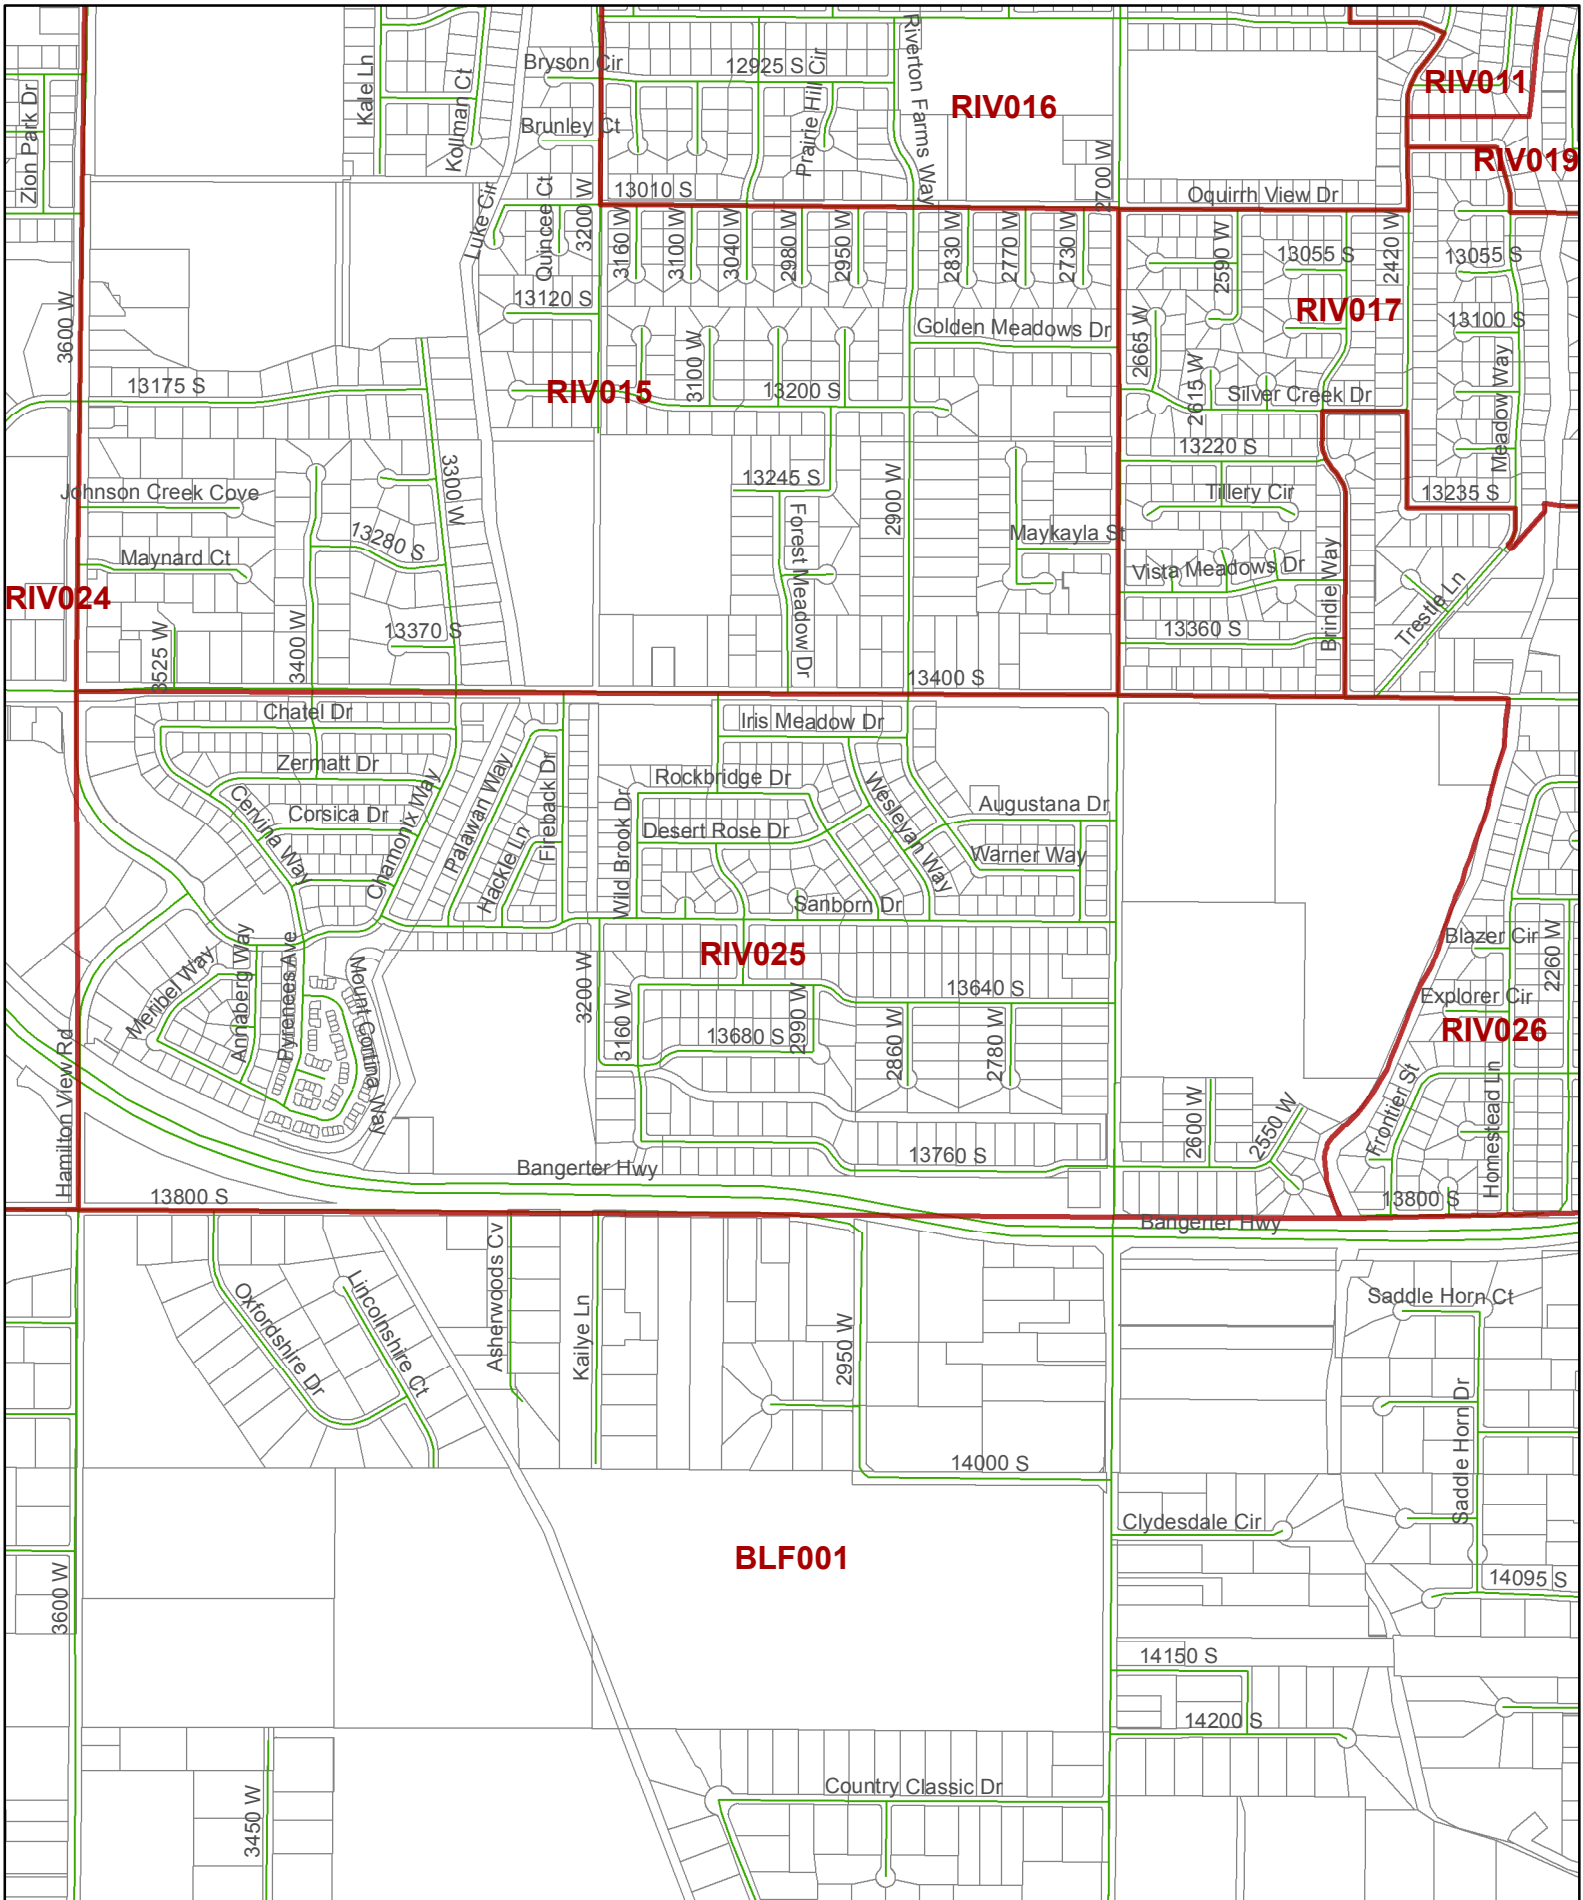 Bryson Cir
12925 S
Riverton Farms Way
RIV011
Kale Ln
Kollman Ct
Prairie Hill Cir
RIV016
Zion Park Dr
Brunley Ct
RIV019
2700 W
13010 S
Oquirrh View Dr
Luke Cir
Quincee Ct
3200 W
3160 W
3100 W
3040 W
2980 W
2950 W
2830 W
2770 W
2730 W
2590 W
13055 S
2420 W
13055 S
13120 S
3600 W
RIV017
13100 S
Golden Meadows Dr
2665 W
13175 S
RIV015
3100 W
13200 S
2615 W
Silver Creek Dr
Meadow Way
13220 S
3300 W
13245 S
2900 W
Johnson Creek Cove
Tillery Cir
13235 S
13280 S
Forest Meadow Dr
Maykayla St
Maynard Ct
Vista Meadows Dr
Brindie Way
Trestle Ln
RIV024
3525 W
3400 W
13370 S
13360 S
13400 S
Chatel Dr
Iris Meadow Dr
Zermatt Dr
Rockbridge Dr
Cervina Way
Corsica Dr
Chamonix Way
Palawan Way
Hackle Ln
Fireback Dr
Wild Brook Dr
Desert Rose Dr
Wesleyan Way
Augustana Dr
Warner Way
Sanborn Dr
Meribel Way
Annaberg Way
Pyrenees Ave
Mount Cortina Way
RIV025
Blazer Cir
2260 W
3200 W
3160 W
13640 S
Explorer Cir
13680 S
2990 W
2860 W
2780 W
RIV026
Hamilton View Rd
Frontier St
Homestead Ln
2600 W
2550 W
13760 S
Bangerter Hwy
13800 S
13800 S
Bangerter Hwy
Oxfordshire Dr
Lincolnshire Ct
Asherwoods Cv
Kailye Ln
2950 W
Saddle Horn Ct
Saddle Horn Dr
14000 S
Clydesdale Cir
BLF001
3600 W
14095 S
14150 S
14200 S
Country Classic Dr
3450 W